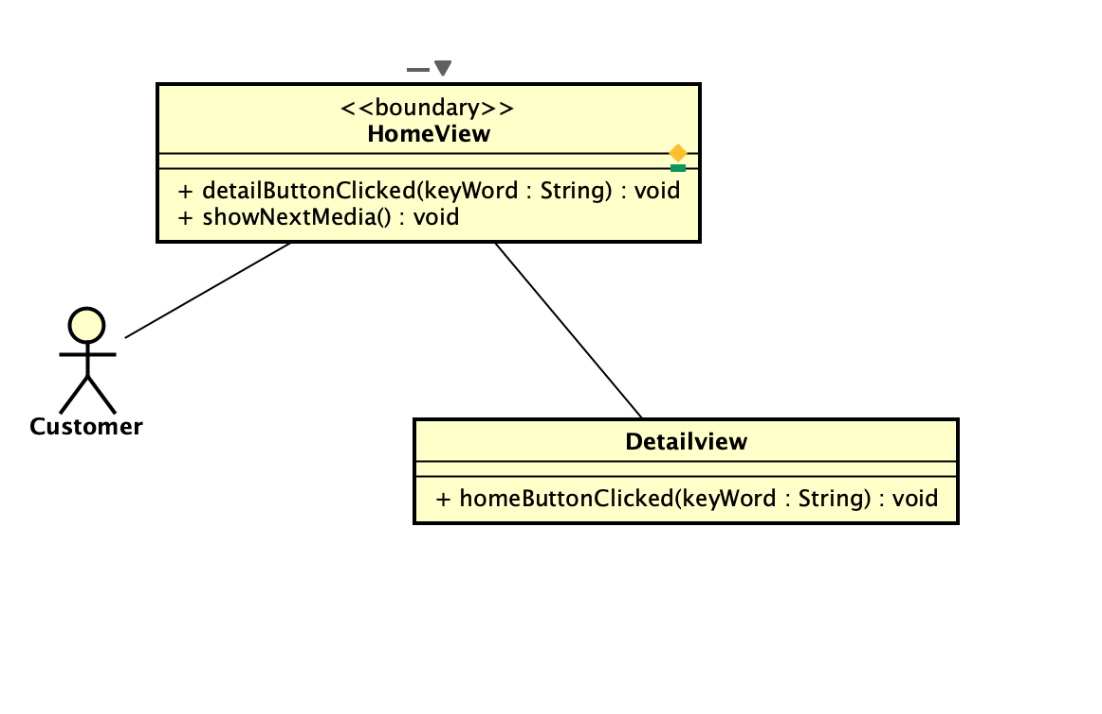 <<boundary>>
HomeView
+ detailButtonClicked(keyWord : String) : void
+ showNextMedia() : void
Customer
Detailview
+ homeButtonClicked(keyWord : String) : void